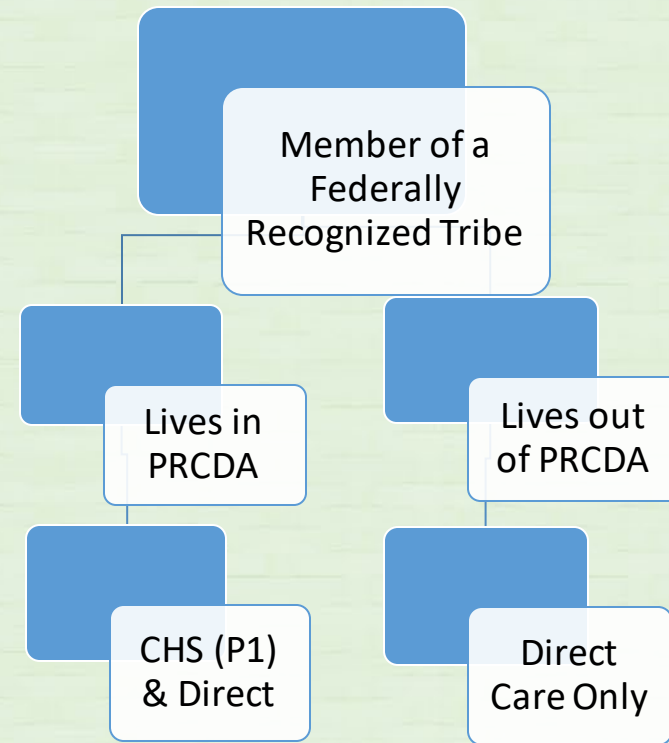 Member of a
Federally
Recognized Tribe
Lives in
PRCDA
Lives out
of PRCDA
CHS (P1)
& Direct
Direct
Care Only